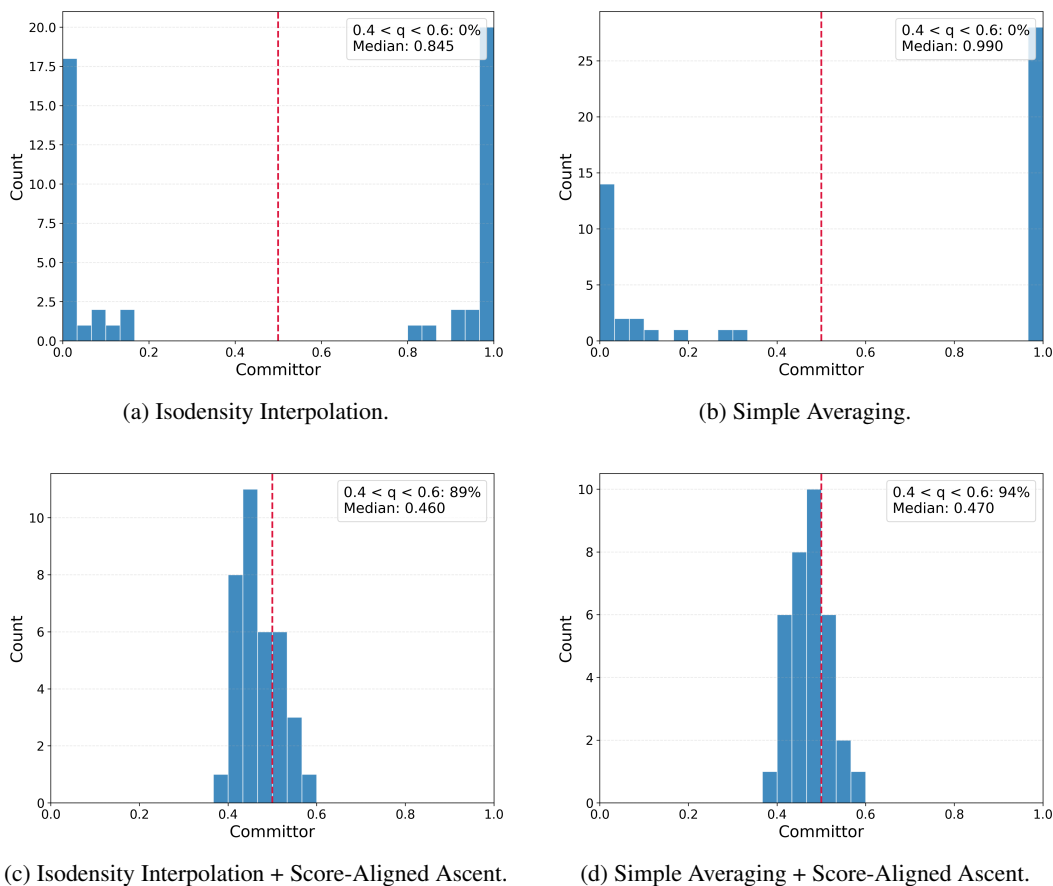 0.4 < q < 0.6: 0%
Median: 0.845
20.0
17.5
15.0
12.5
10.0
7.5
5.0
2.5
0.0
Count
0.0 0.2 0.4 0.6 0.8 1.0
Committor
(a) Isodensity Interpolation.
0.4 < q < 0.6: 0%
Median: 0.990
25
20
15
10
5
0
Count
0.0 0.2 0.4 0.6 0.8 1.0
Committor
(b) Simple Averaging.
0.4 < q < 0.6: 89%
Median: 0.460
10
8
6
4
2
0
Count
0.0 0.2 0.4 0.6 0.8 1.0
Committor
(c) Isodensity Interpolation + Score-Aligned Ascent.
0.4 < q < 0.6: 94%
Median: 0.470
10
8
6
4
2
0
Count
0.0 0.2 0.4 0.6 0.8 1.0
Committor
(d) Simple Averaging + Score-Aligned Ascent.